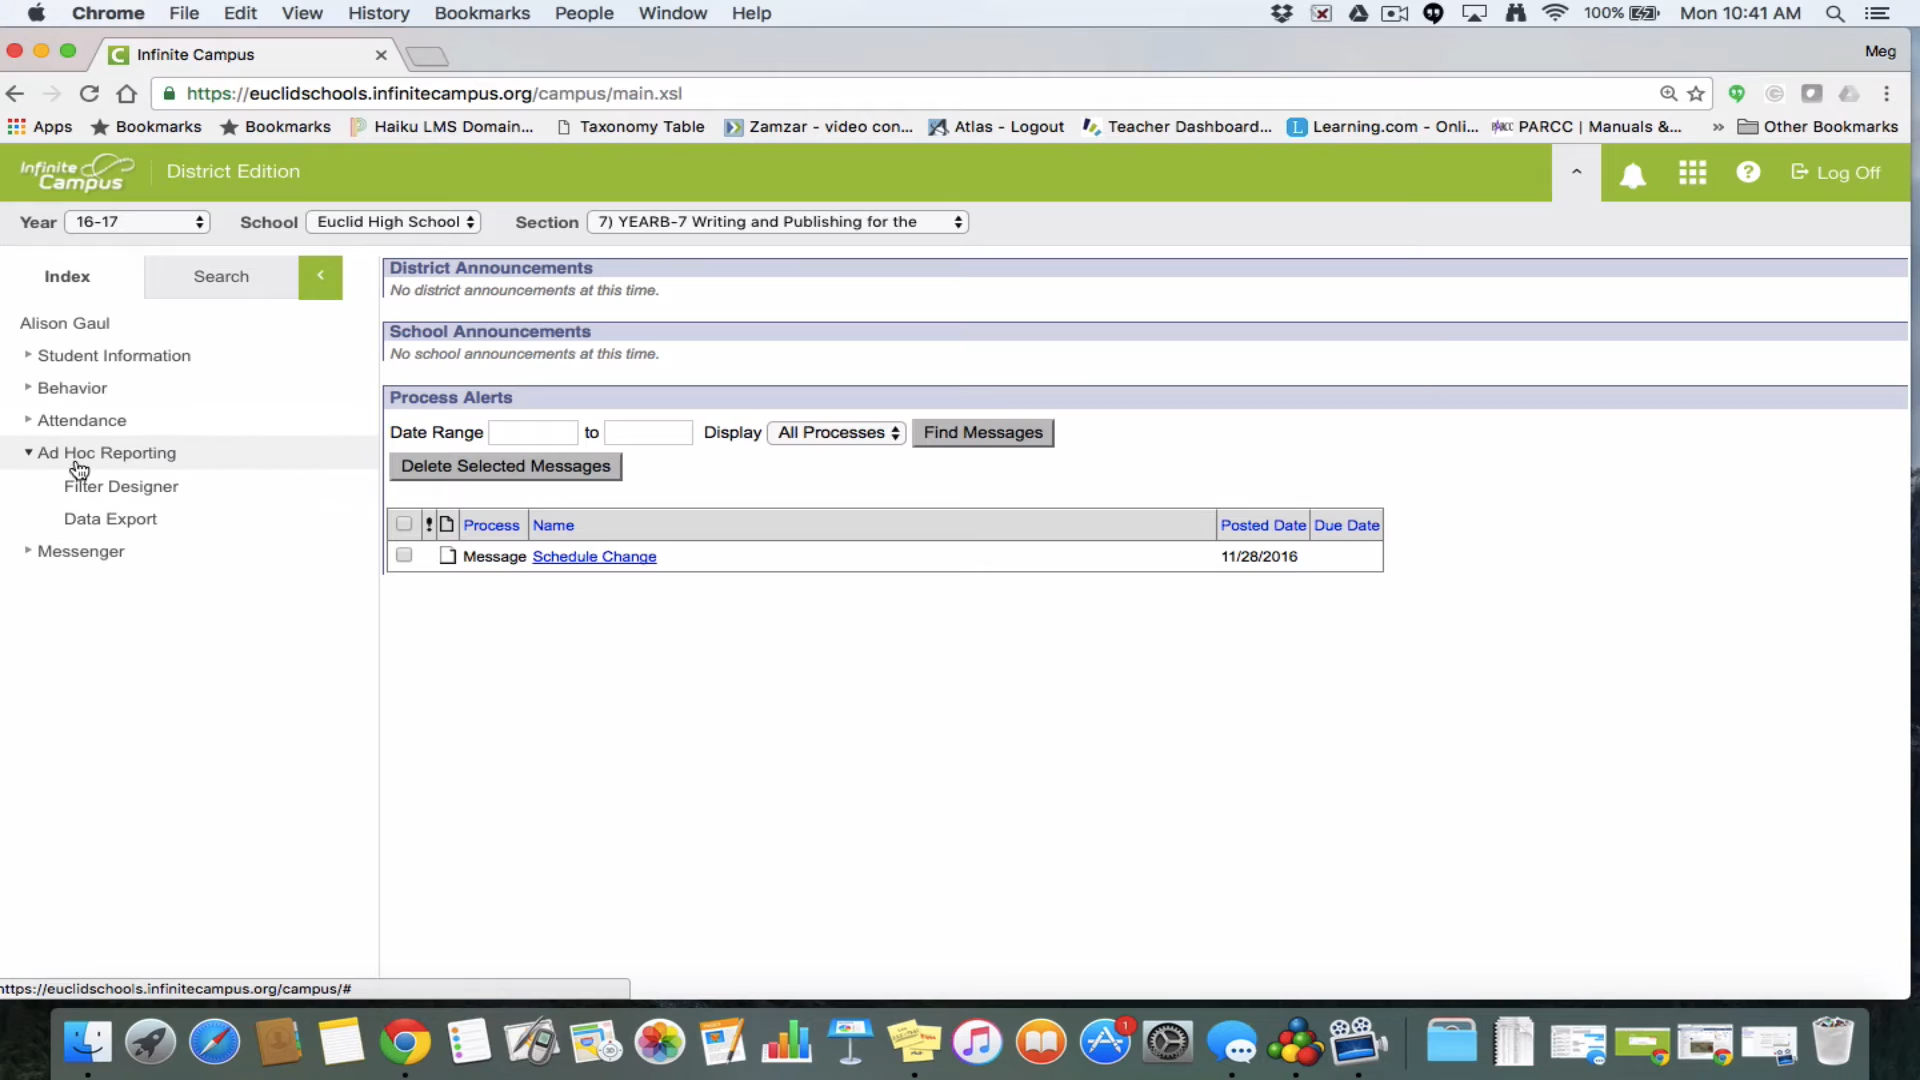 Chrome File Edit View History Bookmarks People Window Help 100% Mon 10:41 AM
Infinite Campus Meg
https://euclidschools.infinitecampus.org/campus/main.xsl
Apps Bookmarks Bookmarks Haiku LMS Domain... Taxonomy Table Zamzar - video con... Atlas - Logout Teacher Dashboard... L Learning.com - Onli... PARCC | Manuals &... » Other Bookmarks
Infinite Campus District Edition ? Log Off
Year 16-17 School Euclid High School Section 7) YEARB-7 Writing and Publishing for the
Index Search
District Announcements
No district announcements at this time.
Alison Gaul
School Announcements
Student Information
No school announcements at this time.
Behavior
Process Alerts
Attendance
Date Range to Display All Processes Find Messages
Ad Hoc Reporting
Delete Selected Messages
Filter Designer
Data Export
! Process Name Posted Date Due Date
Messenger
Message Schedule Change 11/28/2016
https://euclidschools.infinitecampus.org/campus/#
1